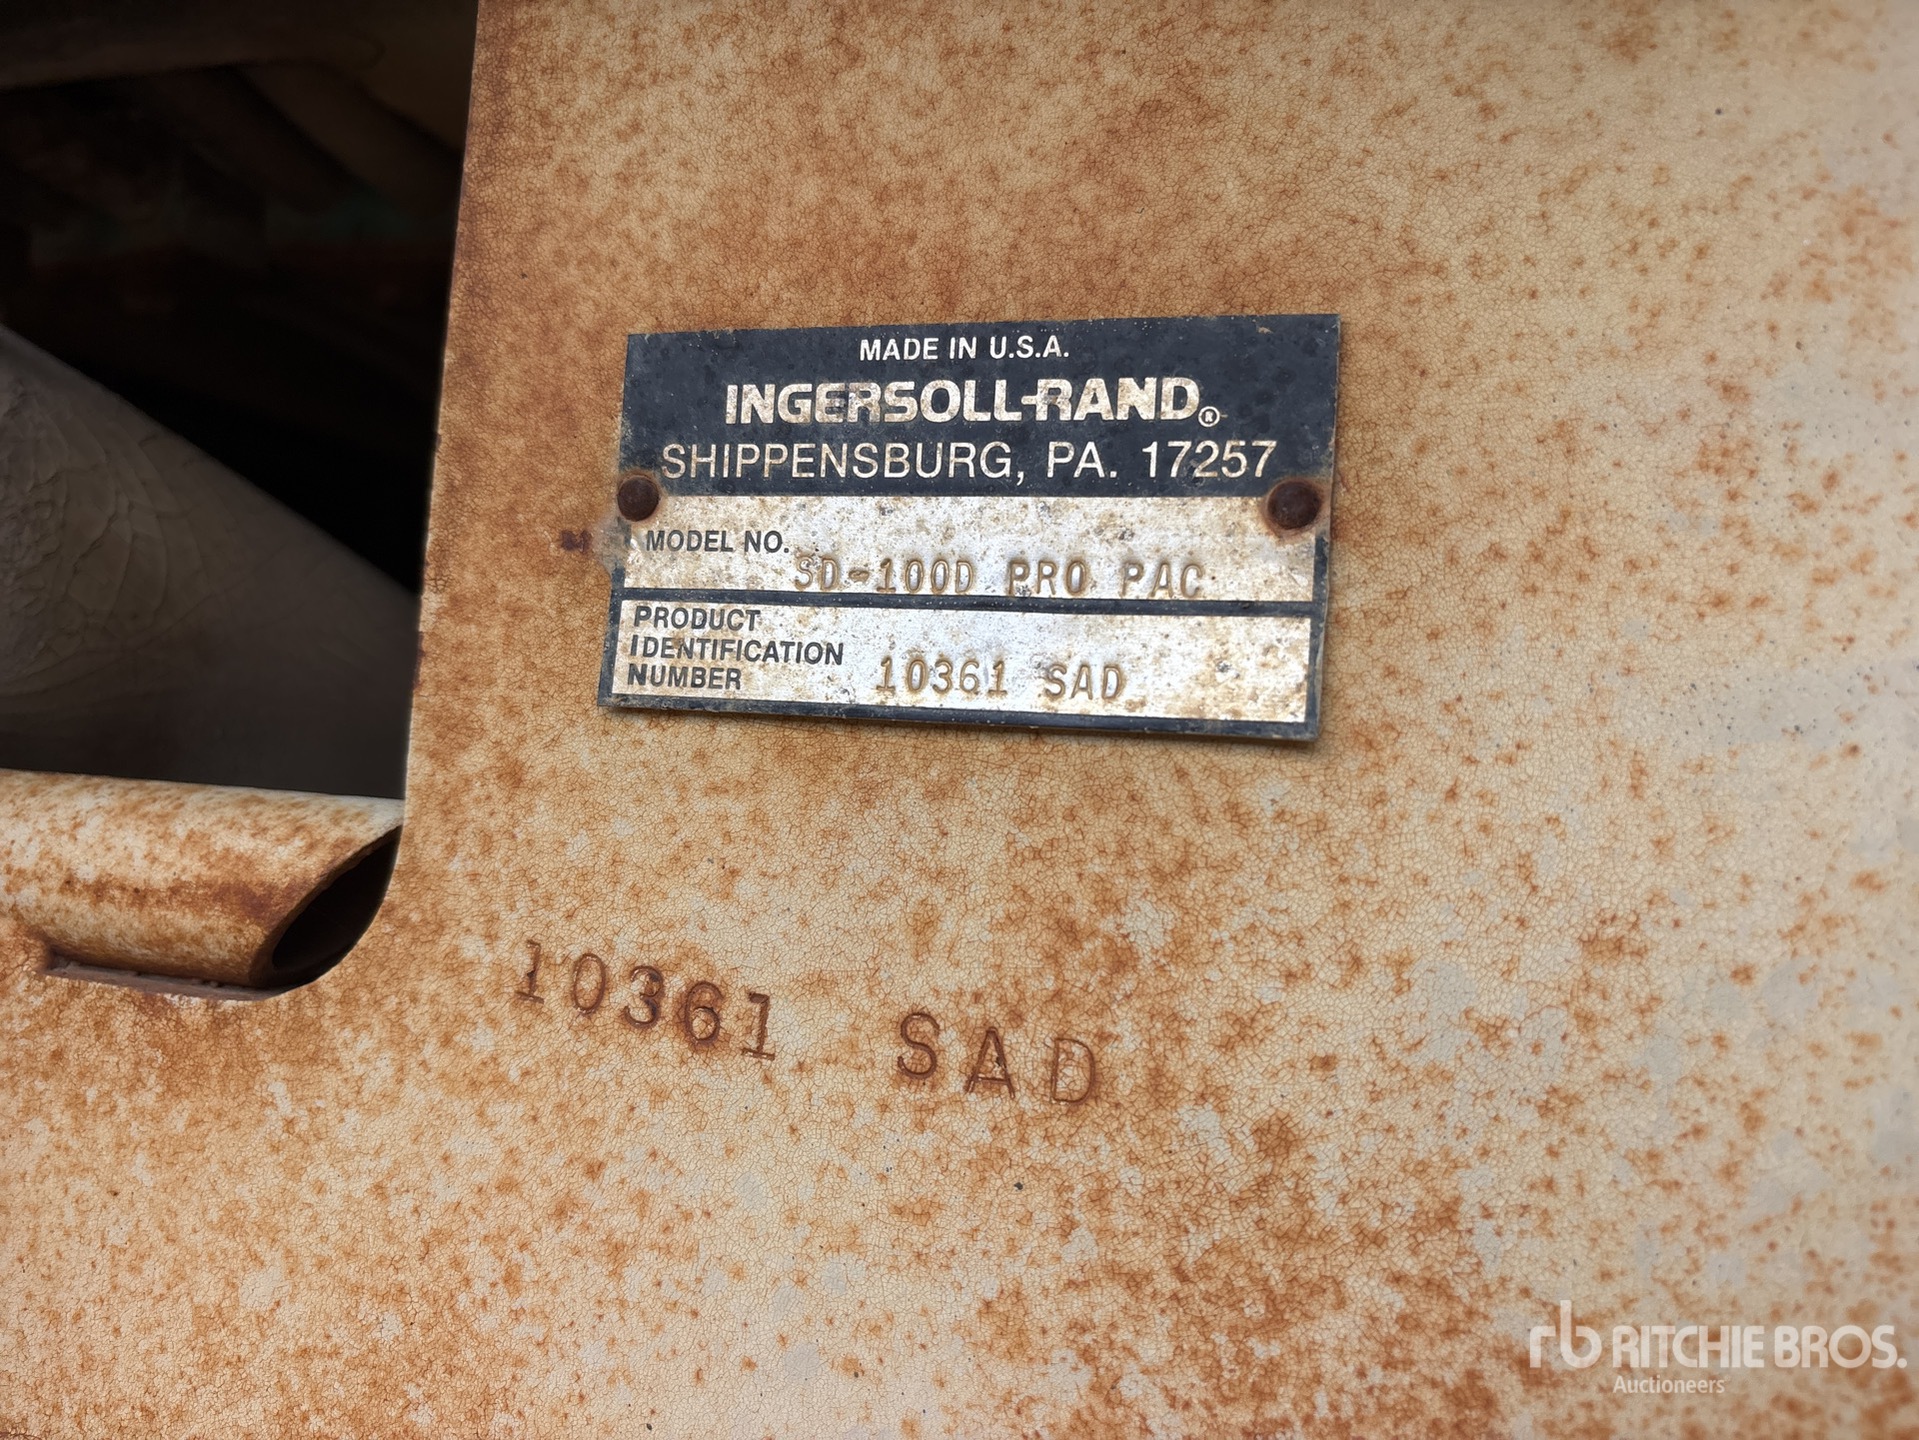 MADE IN U.S.A.
INGERSOLL-RAND®
SHIPPENSBURG, PA. 17257
MODEL NO. SD-100D PRO PAC
PRODUCT
IDENTIFICATION
NUMBER 10361 SAD
10361 SAD
rb RITCHIE BROS.
Auctioneers